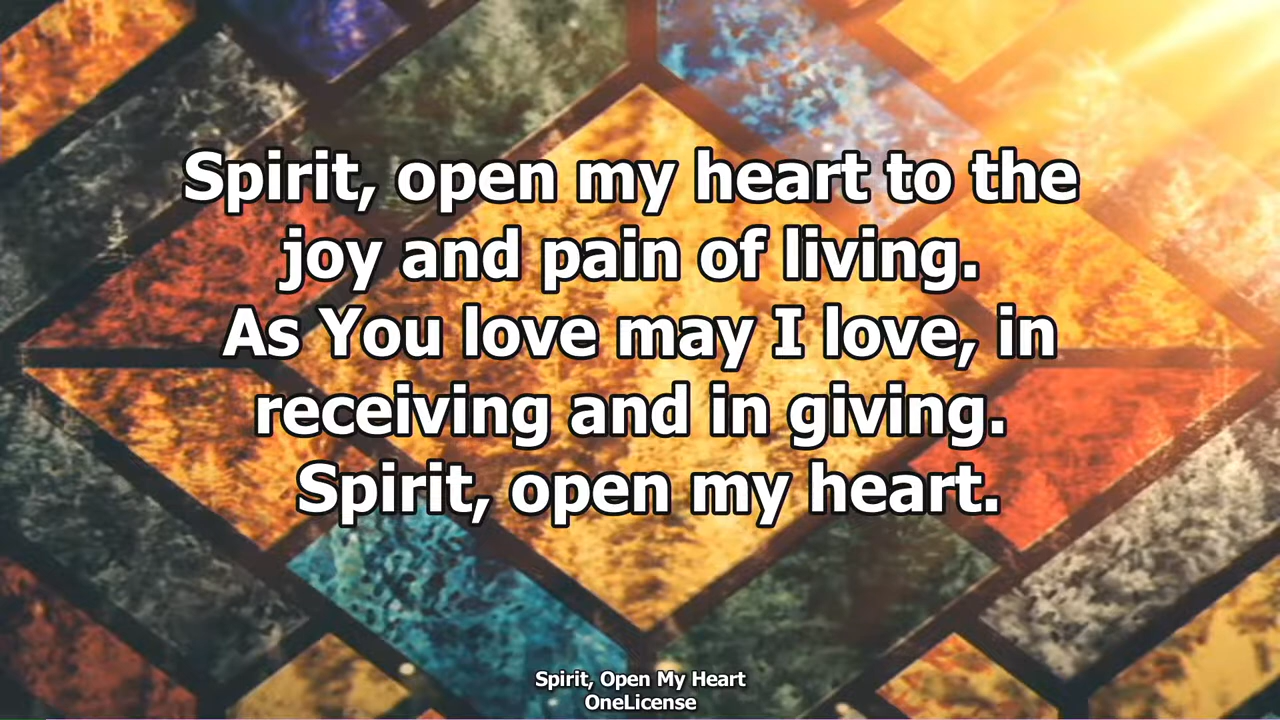 Spirit, open my heart to the
joy and pain of living.
As You love may I love, in
receiving and in giving.
Spirit, open my heart.
Spirit, Open My Heart
OneLicense